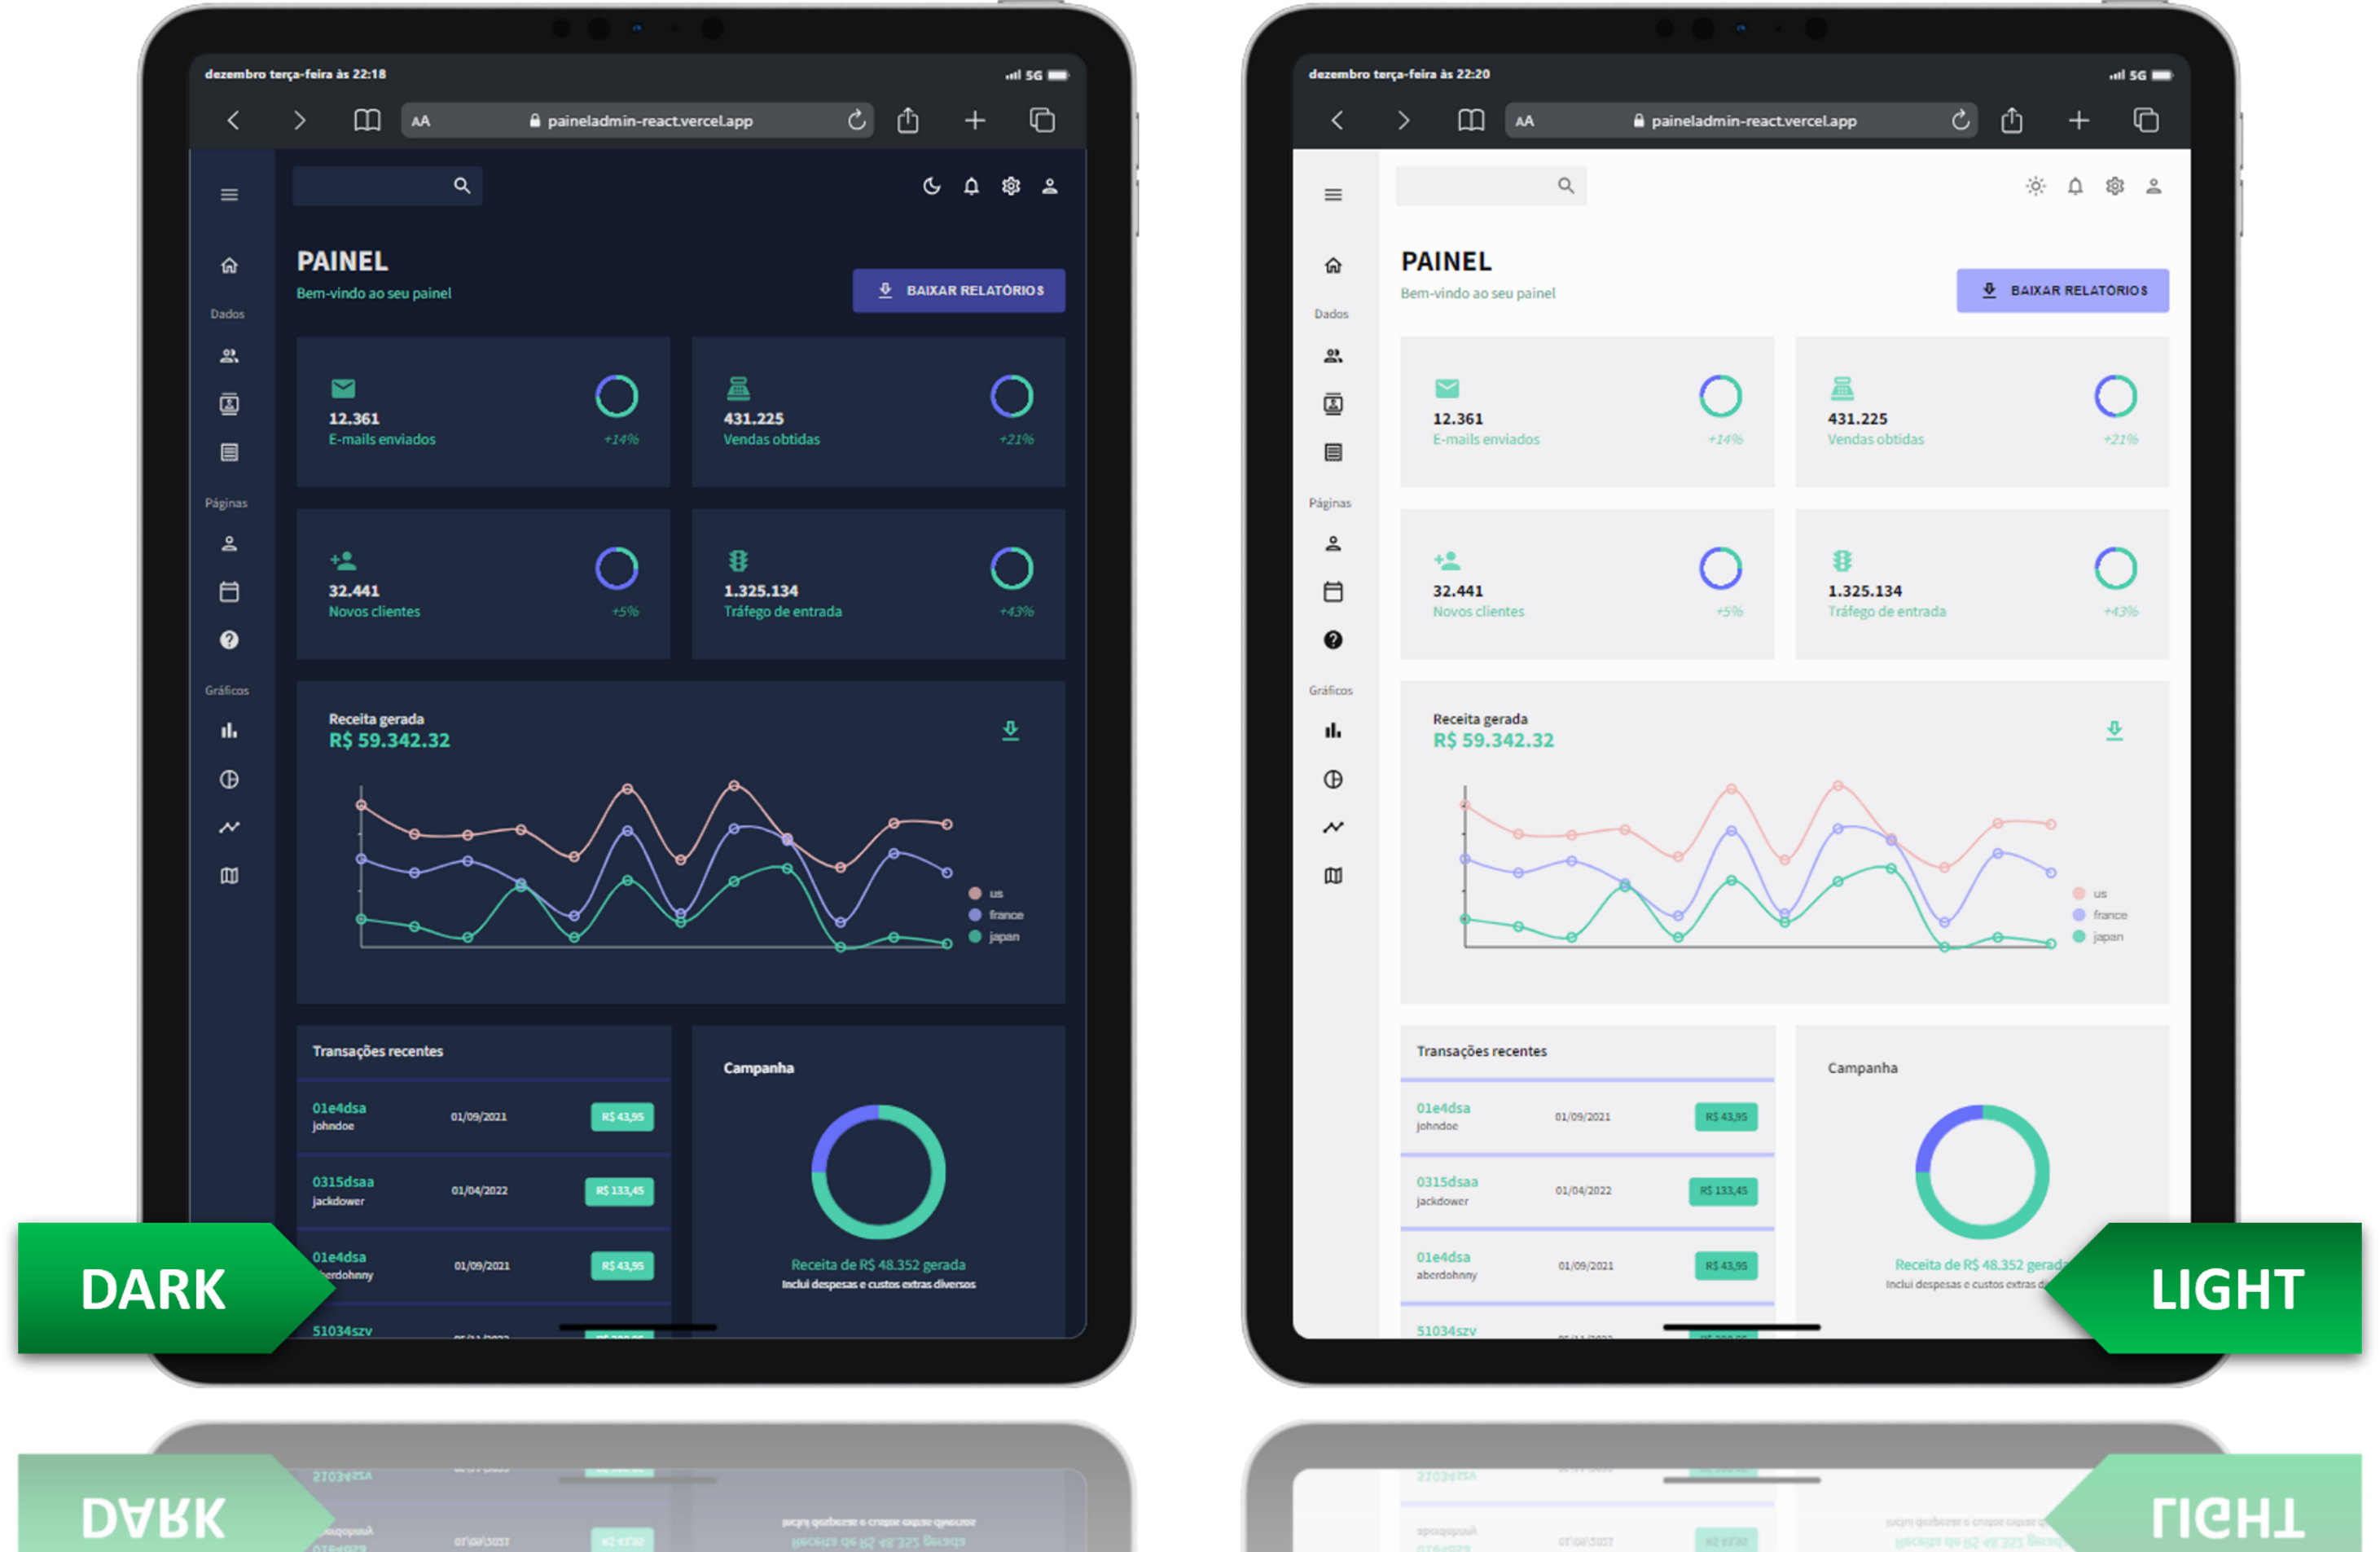 dezembro terça-feira às 22:18
5G
AA
paineladmin-react.vercel.app
PAINEL
Bem-vindo ao seu painel
BAIXAR RELATÓRIOS
Dados
12.361
E-mails enviados
+14%
431.225
Vendas obtidas
+21%
Páginas
32.441
Novos clientes
+5%
1.325.134
Tráfego de entrada
+43%
Gráficos
Receita gerada
R$ 59.342.32
us
france
japan
Transações recentes
01e4dsa
johndoe
01/09/2021
R$ 43,95
0315dsaa
jackdower
01/04/2022
R$ 133,45
01e4dsa
01/09/2021
R$ 43,95
51034szv
Campanha
Receita de R$ 48.352 gerada
Inclui despesas e custos extras diversos
DARK
dezembro terça-feira às 22:20
5G
AA
paineladmin-react.vercel.app
PAINEL
Bem-vindo ao seu painel
BAIXAR RELATÓRIOS
Dados
12.361
E-mails enviados
+14%
431.225
Vendas obtidas
+21%
Páginas
32.441
Novos clientes
+5%
1.325.134
Tráfego de entrada
+43%
Gráficos
Receita gerada
R$ 59.342.32
us
france
japan
Transações recentes
01e4dsa
johndoe
01/09/2021
R$ 43,95
0315dsaa
jackdower
01/04/2022
R$ 133,45
01e4dsa
aberdohnny
01/09/2021
R$ 43,95
51034szv
Campanha
Receita de R$ 48.352 gerada
Inclui despesas e custos extras
LIGHT